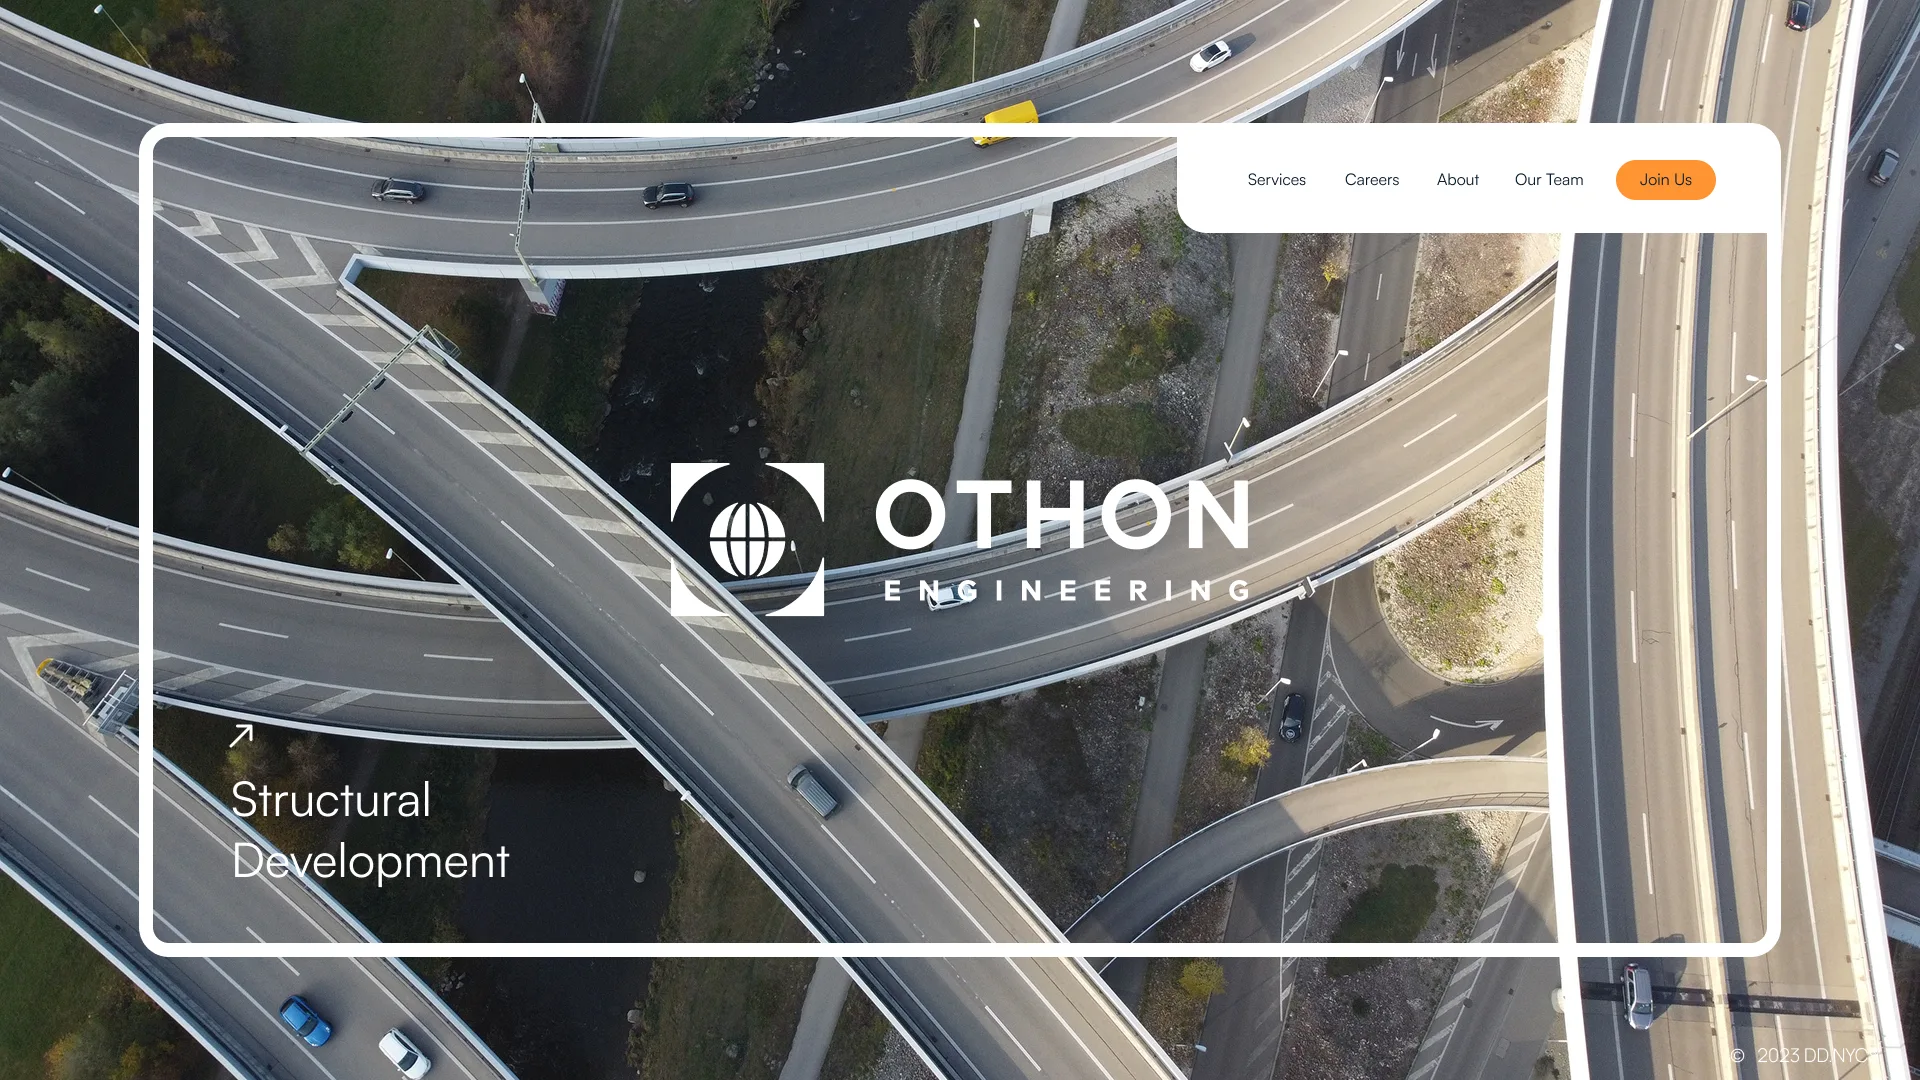 Services Careers About Our Team Join Us
OTHON
ENGINEERING
Structural
Development
© 2023 DD.NYC